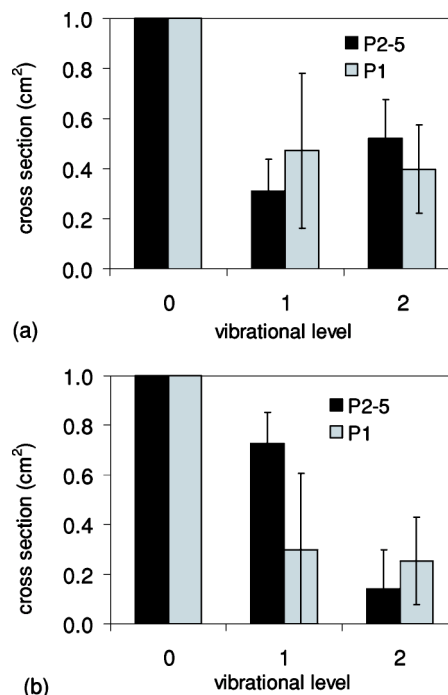 1.0
0.8
0.6
0.4
0.2
0.0
cross section (cm²)
P2-5
P1
0 1 2
vibrational level
(a)
1.0
0.8
0.6
0.4
0.2
0.0
cross section (cm²)
P2-5
P1
0 1 2
vibrational level
(b)